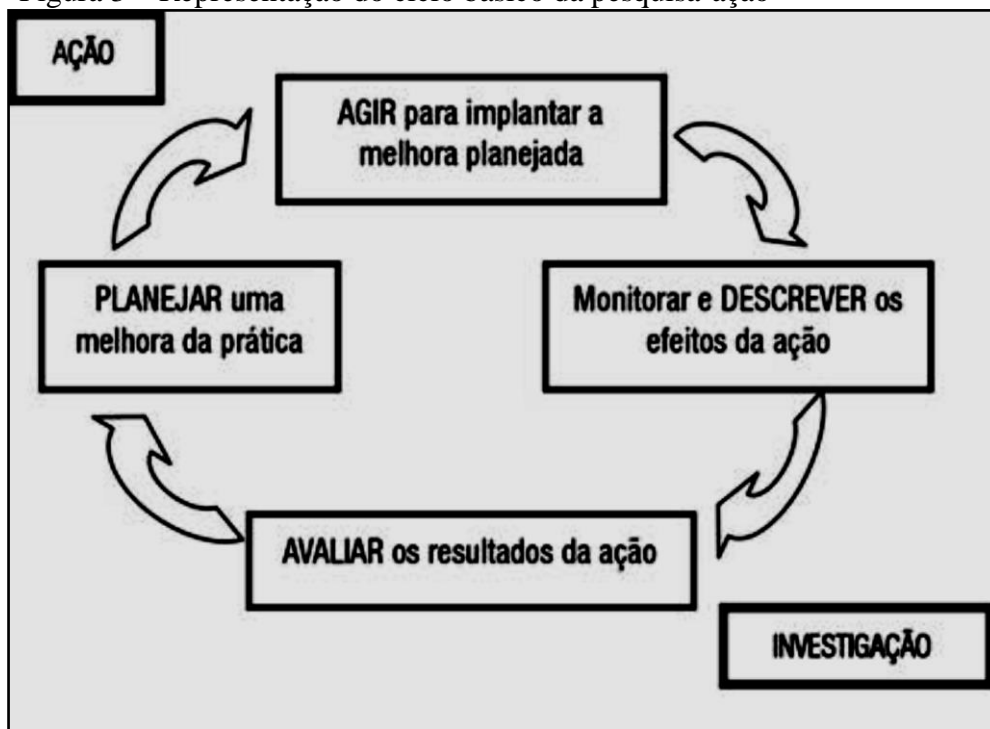 Figura – Representação do ciclo básico da pesquisa-ação
AÇÃO
AGIR para implantar a
melhora planejada
PLANEJAR uma
melhora da prática
Monitorar e DESCREVER os
efeitos da ação
AVALIAR os resultados da ação
INVESTIGAÇÃO